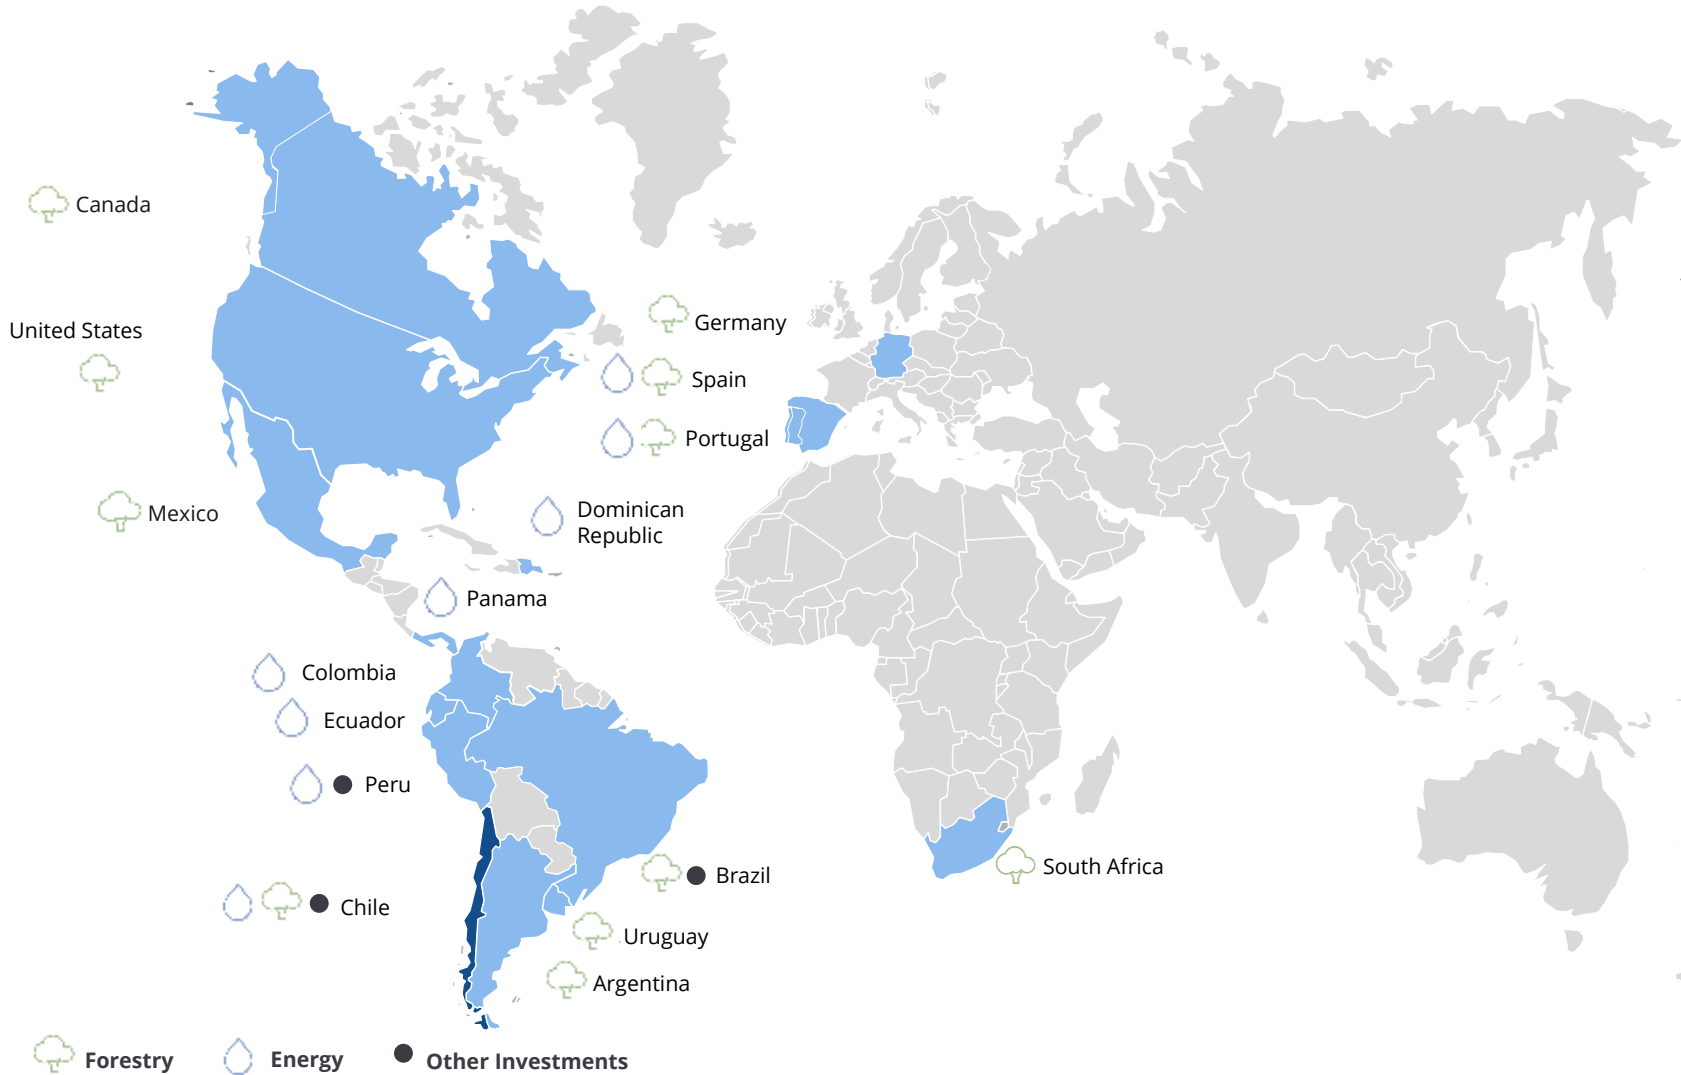 Canada
United States
Germany
Spain
Portugal
Mexico
Dominican
Republic
Panama
Colombia
Ecuador
Peru
Chile
Brazil
South Africa
Uruguay
Argentina
Forestry
Energy
Other Investments